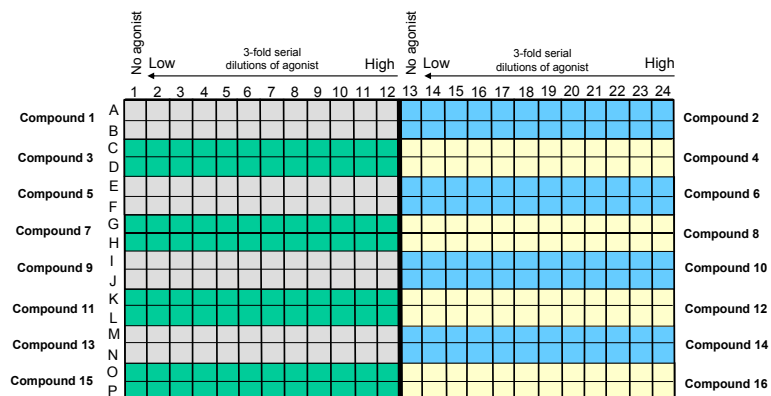 No agonist
3-fold serial
Low dilutions of agonist High
No agonist
3-fold serial
Low dilutions of agonist High
1 2 3 4 5 6 7 8 9 10 11 12 13 14 15 16 17 18 19 20 21 22 23 24
Compound 1 A Compound 2
B
Compound 3 C Compound 4
D
Compound 5 E Compound 6
F
Compound 7 G Compound 8
H
Compound 9 I Compound 10
J
Compound 11 K Compound 12
L
Compound 13 M Compound 14
N
Compound 15 O Compound 16
P